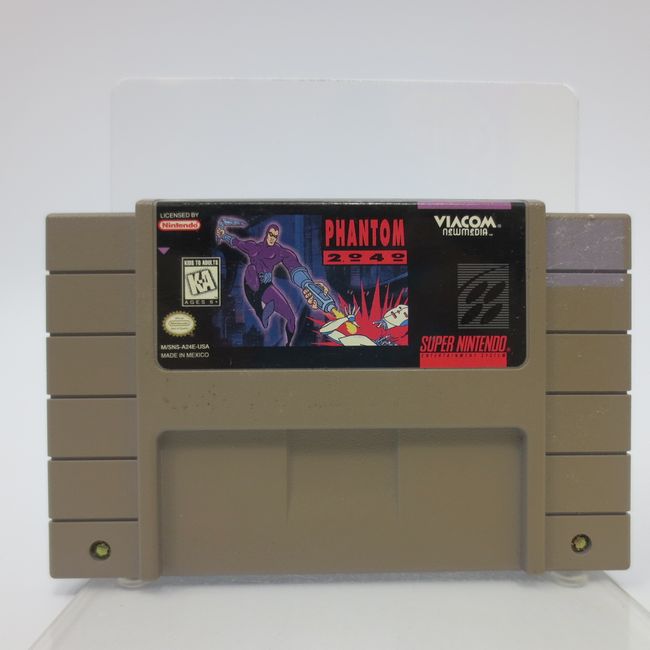 LICENSED BY
Nintendo
KIDS TO ADULTS
K-A
AGES 6+
M/SNS-A24E-USA
MADE IN MEXICO
PHANTOM
2040
VIACOM
newmedia
SUPER NINTENDO
ENTERTAINMENT SYSTEM